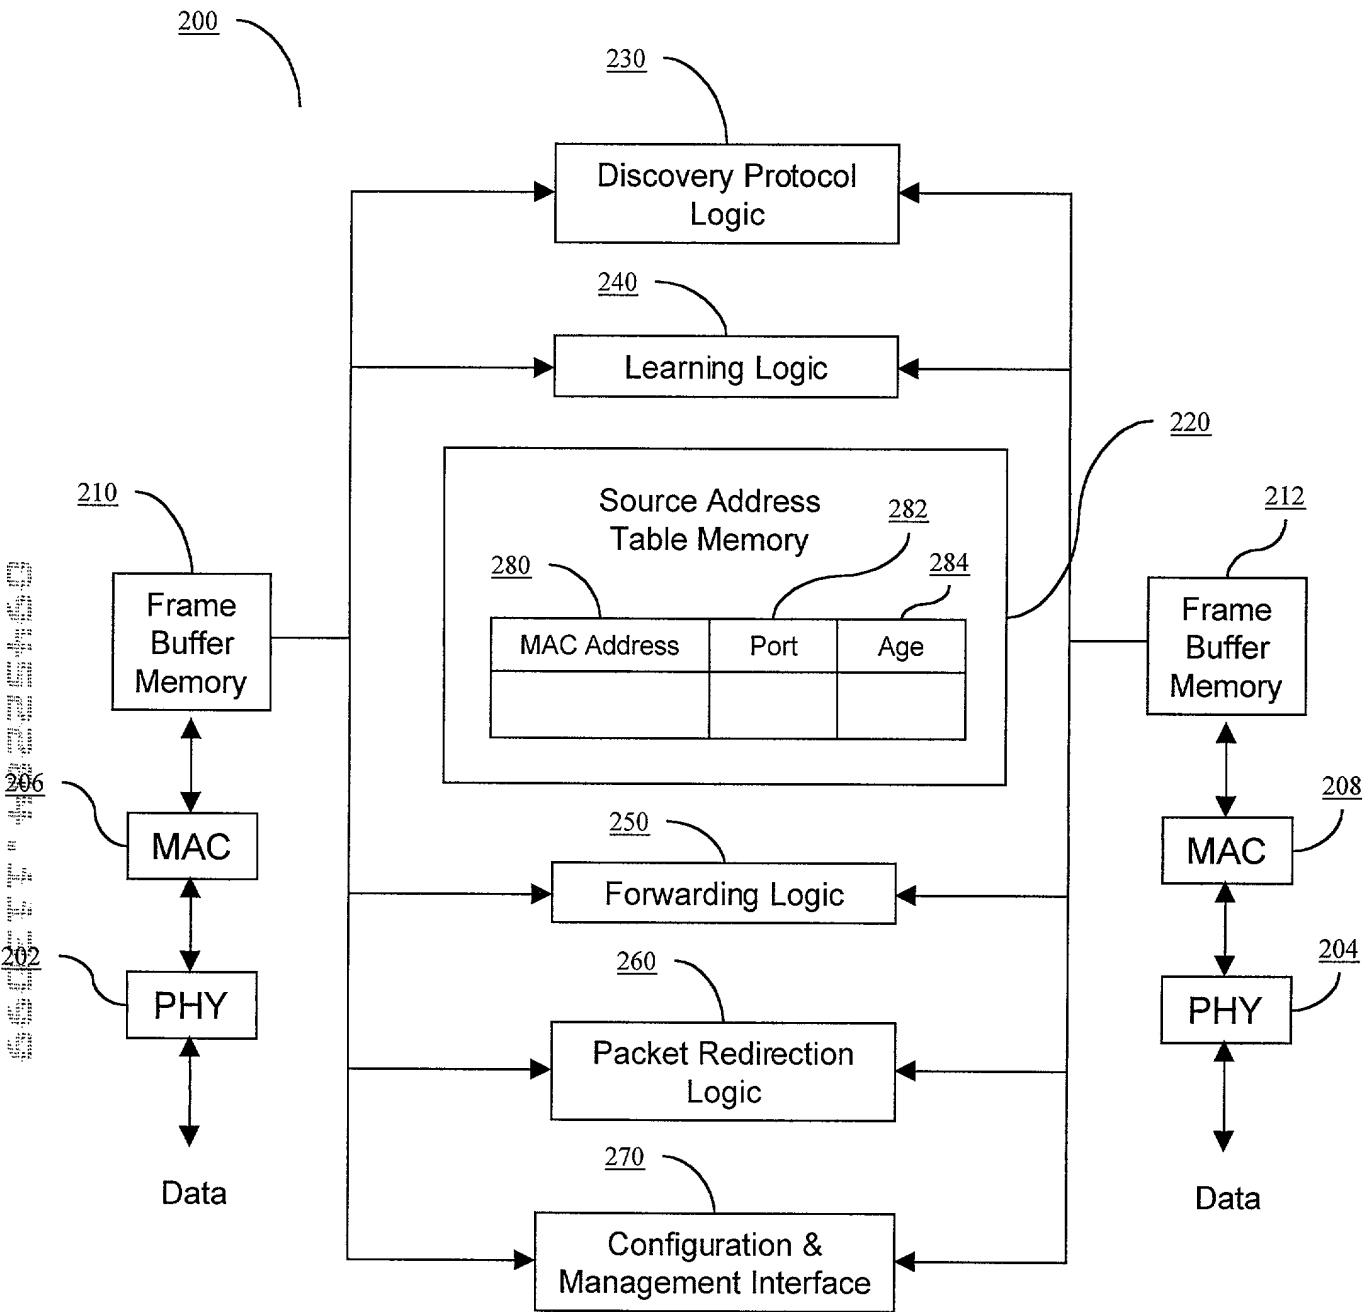 200
230
Discovery Protocol
Logic
240
Learning Logic
220
210
Source Address
Table Memory
282
212
280
284
Frame
Buffer
Memory
MAC Address
Port
Age
Frame
Buffer
Memory
206
MAC
250
Forwarding Logic
208
MAC
202
PHY
260
Packet Redirection
Logic
204
PHY
Data
270
Configuration &
Management Interface
Data